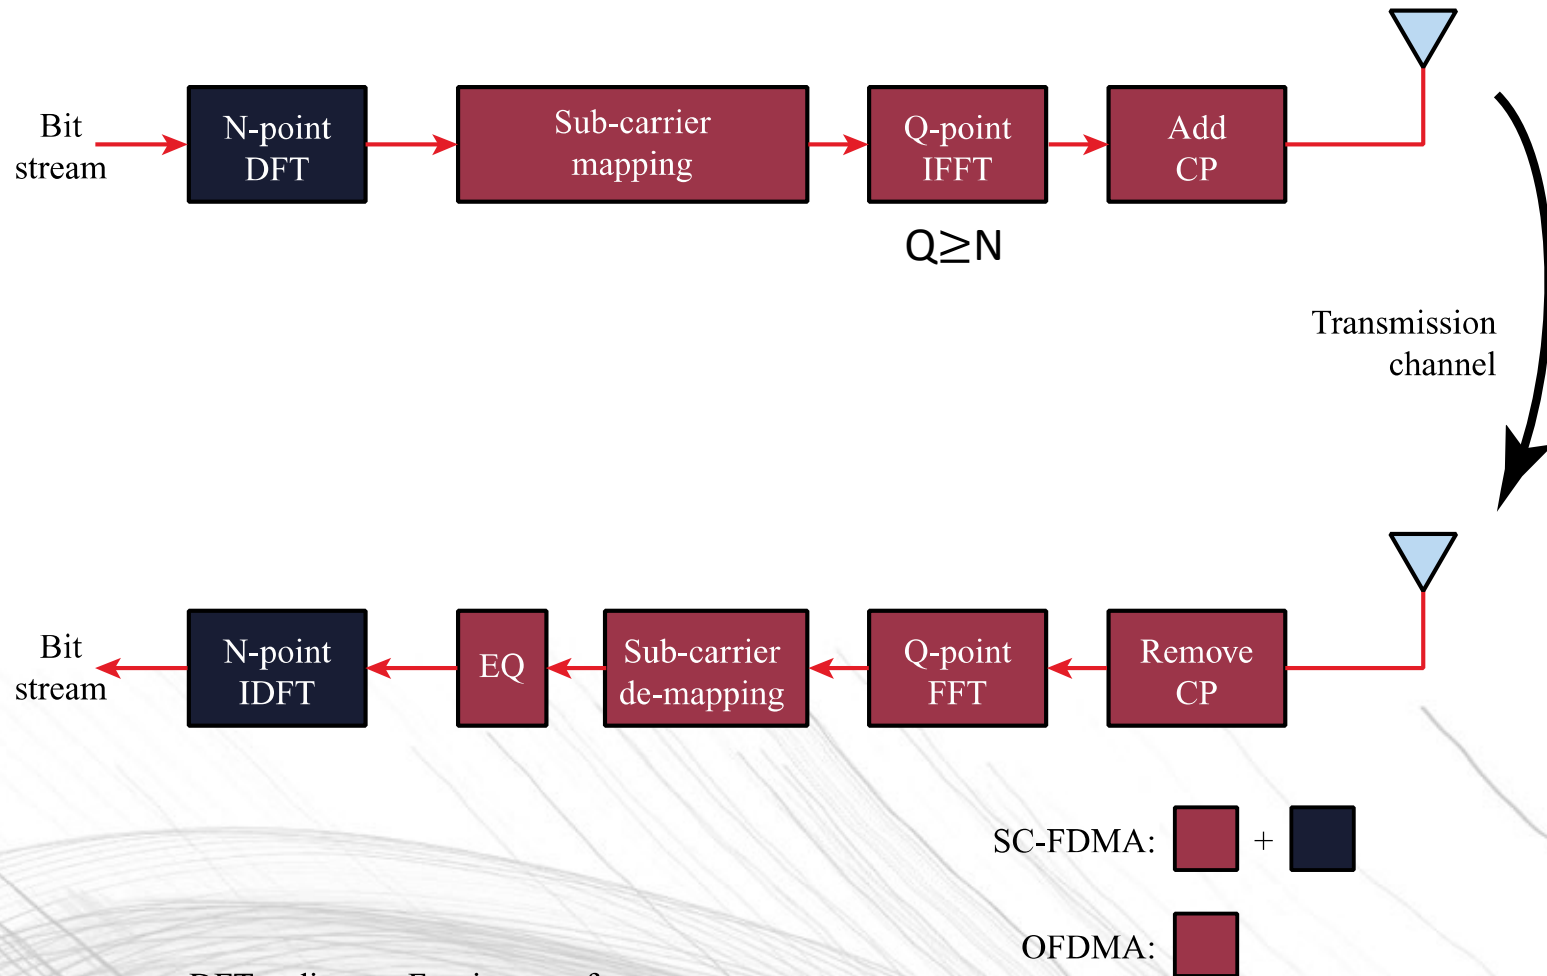 Bit
stream
N-point
DFT
Sub-carrier
mapping
Q-point
IFFT
Add
CP
Q≥N
Transmission
channel
Bit
stream
N-point
IDFT
EQ
Sub-carrier
de-mapping
Q-point
FFT
Remove
CP
SC-FDMA: +
OFDMA: